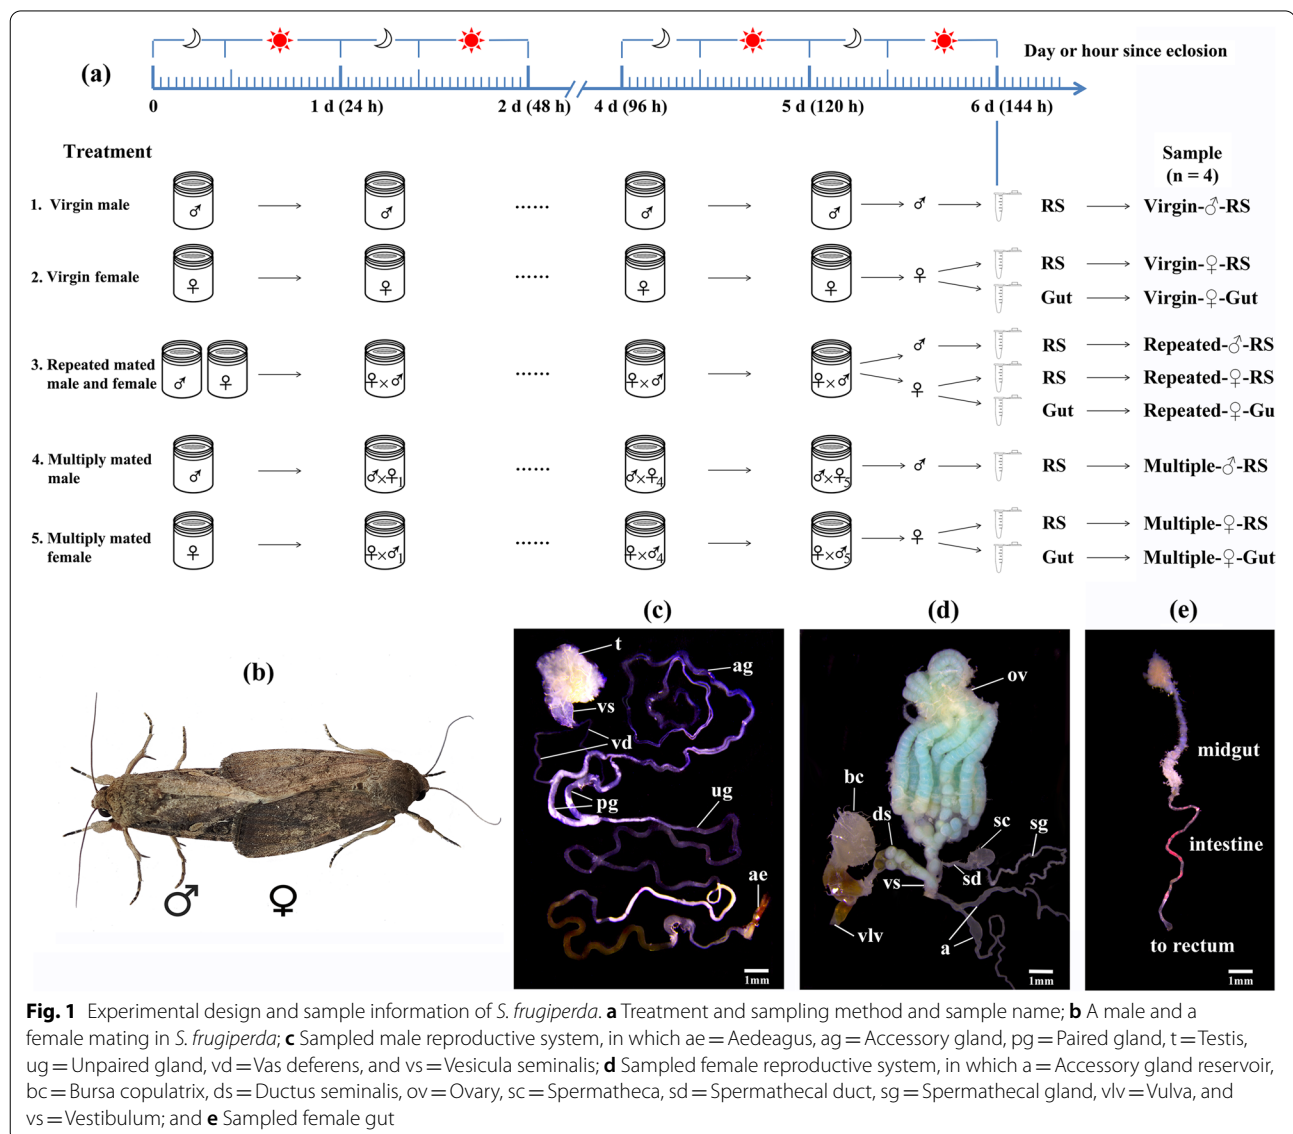 (a)
Day or hour since eclosion
0
1 d (24 h)
2 d (48 h)
4 d (96 h)
5 d (120 h)
6 d (144 h)
Treatment
Sample
(n = 4)
1. Virgin male
♂
♂
......
♂
♂
♂
RS
Virgin-♂-RS
2. Virgin female
♀
♀
......
♀
♀
♀
RS
Virgin-♀-RS
Gut
Virgin-♀-Gut
3. Repeated mated
male and female
♂
♀
♀×♂
......
♀×♂
♀×♂
♂
RS
Repeated-♂-RS
♀
RS
Repeated-♀-RS
Gut
Repeated-♀-Gu
4. Multiply mated
male
♂
♂×♀1
......
♂×♀4
♂×♀5
♂
RS
Multiple-♂-RS
5. Multiply mated
female
♀
♀×♂1
......
♀×♂4
♀×♂5
♀
RS
Multiple-♀-RS
Gut
Multiple-♀-Gut
(b)
♂
♀
(c)
t
ag
vs
vd
pg
ug
ae
1mm
(d)
ov
bc
ds
sc
sg
vs
sd
vlv
a
1mm
(e)
midgut
intestine
to rectum
1mm
Fig. 1 Experimental design and sample information of S. frugiperda. a Treatment and sampling method and sample name; b A male and a
female mating in S. frugiperda; c Sampled male reproductive system, in which ae = Aedeagus, ag = Accessory gland, pg = Paired gland, t = Testis,
ug = Unpaired gland, vd = Vas deferens, and vs = Vesicula seminalis; d Sampled female reproductive system, in which a = Accessory gland reservoir,
bc = Bursa copulatrix, ds = Ductus seminalis, ov = Ovary, sc = Spermatheca, sd = Spermathecal duct, sg = Spermathecal gland, vlv = Vulva, and
vs = Vestibulum; and e Sampled female gut